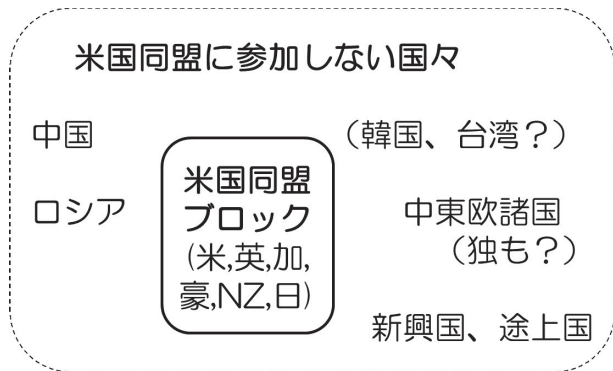 米国同盟に参加しない国々
中国
(韓国、台湾？)
米国同盟
ブロック
(米,英,加,
豪,NZ,日)
ロシア
中東欧諸国
(独も？)
新興国、途上国